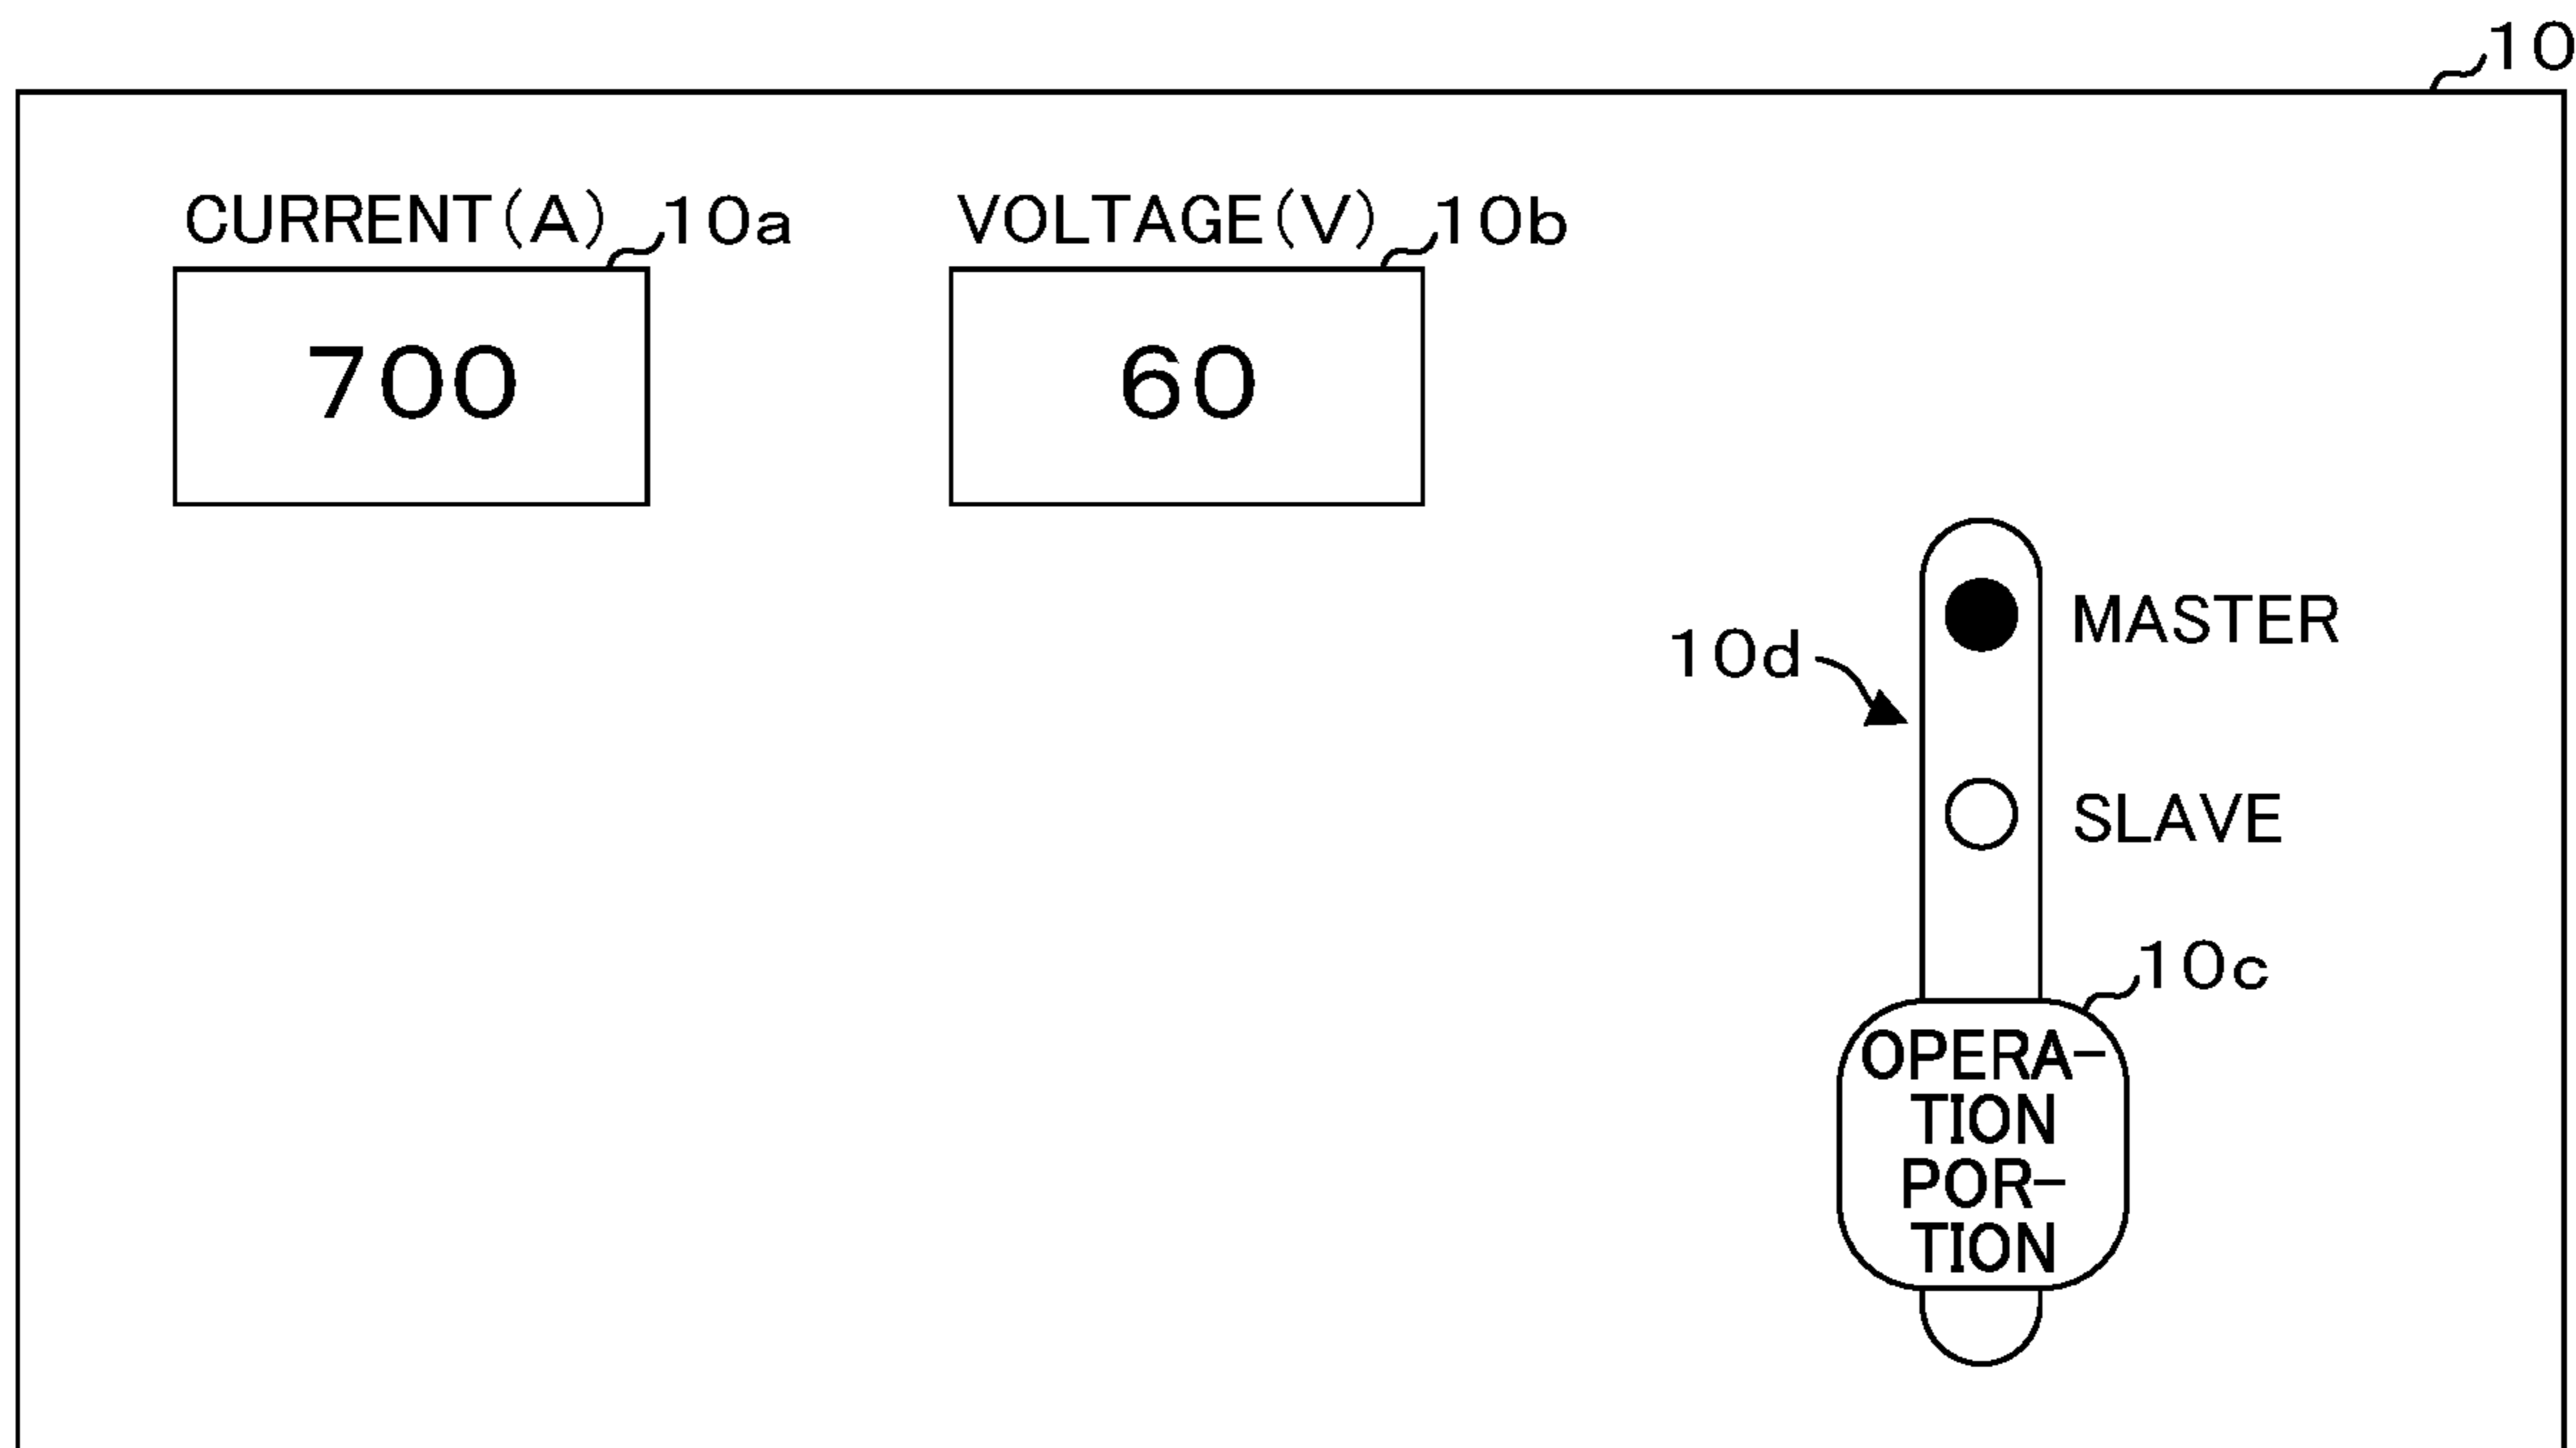 10
CURRENT(A) 10a
VOLTAGE(V) 10b
700
60
MASTER
10d
SLAVE
10c
OPERA-
TION
POR-
TION